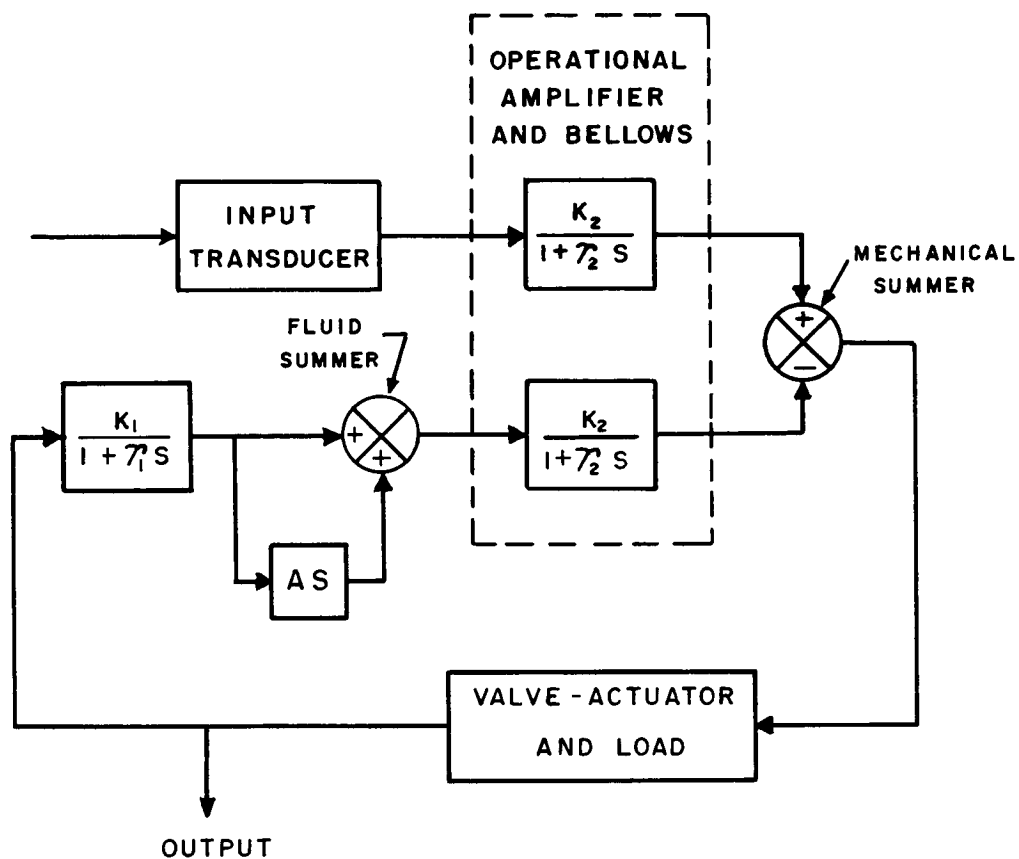 OPERATIONAL
AMPLIFIER
AND BELLOWS
INPUT
TRANSDUCER
K₂
1 + τ₂ S
MECHANICAL
SUMMER
+
−
FLUID
SUMMER
K₁
1 + τ₁ S
+
+
K₂
1 + τ₂ S
AS
VALVE-ACTUATOR
AND LOAD
OUTPUT